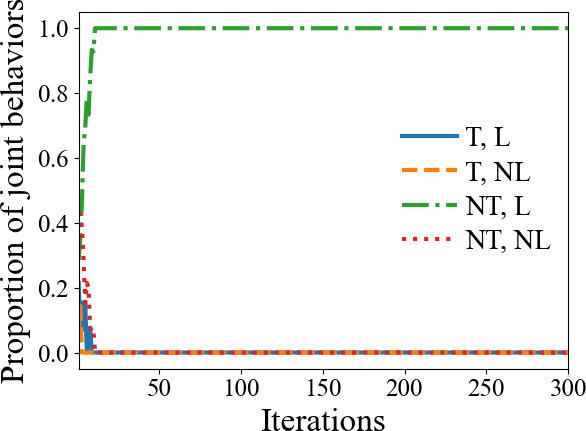 Proportion of joint behaviors
1.0
0.8
0.6
0.4
0.2
0.0
T, L
T, NL
NT, L
NT, NL
50 100 150 200 250 300
Iterations